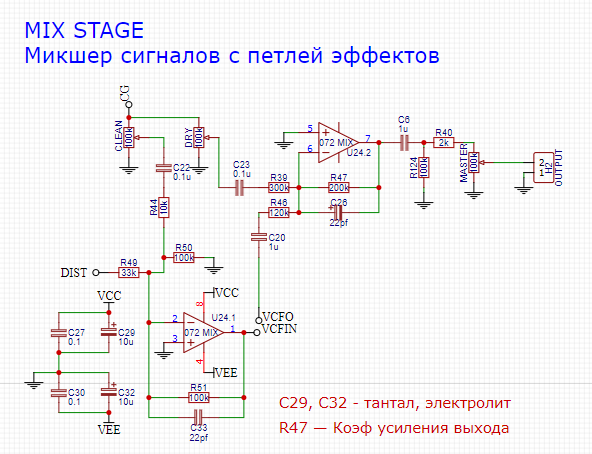 MIX STAGE
Микшер сигналов с петлей эффектов
CG
CLEAN
100k
DRY
100k
C22
0.1u
C23
0.1u
R44
10k
R39
300k
R46
120k
R47
200k
C26
22pf
5
6
7
072 MIX
U24.2
C6
1u
R40
2k
R124
100k
MASTER
100k
2
1
H2
OUTPUT
C20
1u
R50
100k
DIST
R49
33k
VCC
C27
0.1
C29
10u
C30
0.1
C32
10u
VEE
VCC
8
U24.1
2
3
1
072 MIX
4
VEE
VCFO
VCFIN
R51
100k
C33
22pf
C29, C32 - тантал, электролит
R47 — Коэф усиления выхода